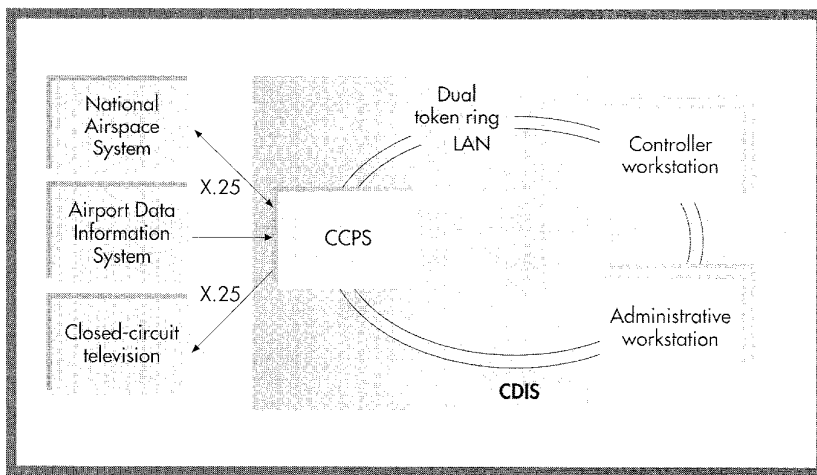 National
Airspace
System
X.25
Airport Data
Information
System
X.25
Closed-circuit
television
CCPS
Dual
token ring
LAN
Controller
workstation
Administrative
workstation
CDIS